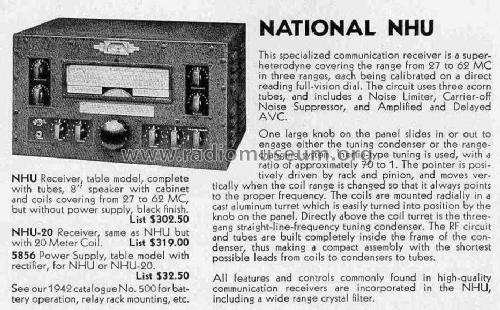 NATIONAL NHU
This specialized communication receiver is a super-
heterodyne covering the range from 27 to 62 MC
in three ranges, each being calibrated on a direct
reading full-vision dial. The circuit uses three acorn
tubes, and includes a Noise Limiter, Carrier-off
Noise Suppressor, and Amplified and Delayed
AVC.
One large knob on the panel slides in or out to
engage either the tuning condenser or the range-
change system. Worm type tuning is used, with a
ratio of approximately 70 to 1. The pointer is posi-
tively driven by rack and pinion, and moves ver-
tically when the coil range is changed so that it always points
to the proper frequency. The coils are mounted radially in a
cast aluminum turret which is easily turned into position by the
knob on the panel. Directly above the coil turret is the three-
gang straight-line-frequency tuning condenser. The RF circuit
and tubes are built completely inside the frame of the con-
denser, thus making a compact assembly with the shortest
possible leads from coils to condensers to tubes.
All features and controls commonly found in high-quality
communication receivers are incorporated in the NHU,
including a wide range crystal filter.
NHU Receiver, table model, complete
with tubes, 8" speaker with cabinet
and coils covering from 27 to 62 MC,
but without power supply, black finish.
List $302.50
NHU-20 Receiver, same as NHU but
with 20 Meter Coil. List $319.00
5856 Power Supply, table model with
rectifier, for NHU or NHU-20.
List $32.50
See our 1942 catalogue No. 500 for bat-
tery operation, relay rack mounting, etc.
www.radiomuseum.org